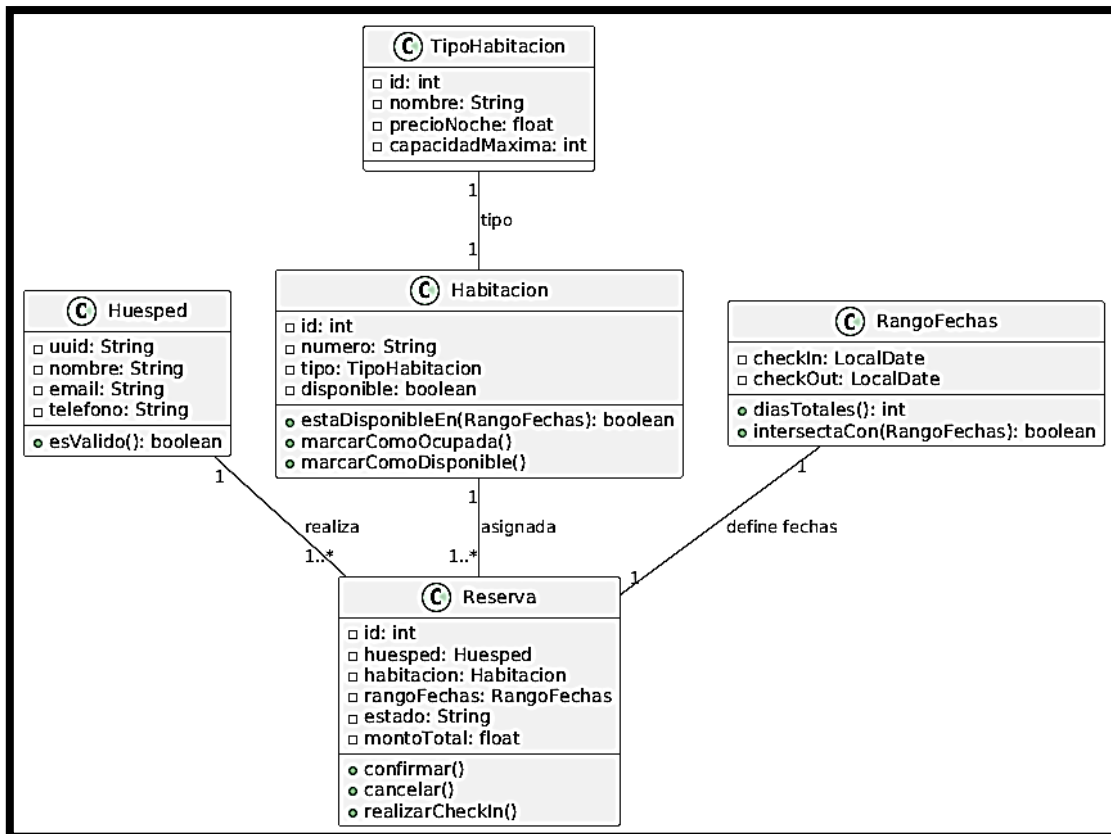 C TipoHabitacion
id: int
nombre: String
precioNoche: float
capacidadMaxima: int
1
tipo
1
C Huesped
uuid: String
nombre: String
email: String
telefono: String
esValido(): boolean
C Habitacion
id: int
numero: String
tipo: TipoHabitacion
disponible: boolean
estaDisponibleEn(RangoFechas): boolean
marcarComoOcupada()
marcarComoDisponible()
C RangoFechas
checkIn: LocalDate
checkOut: LocalDate
diasTotales(): int
intersectaCon(RangoFechas): boolean
1
realiza
1..*
1
asignada
1..*
1
define fechas
1
C Reserva
id: int
huesped: Huesped
habitacion: Habitacion
rangoFechas: RangoFechas
estado: String
montoTotal: float
confirmar()
cancelar()
realizarCheckIn()